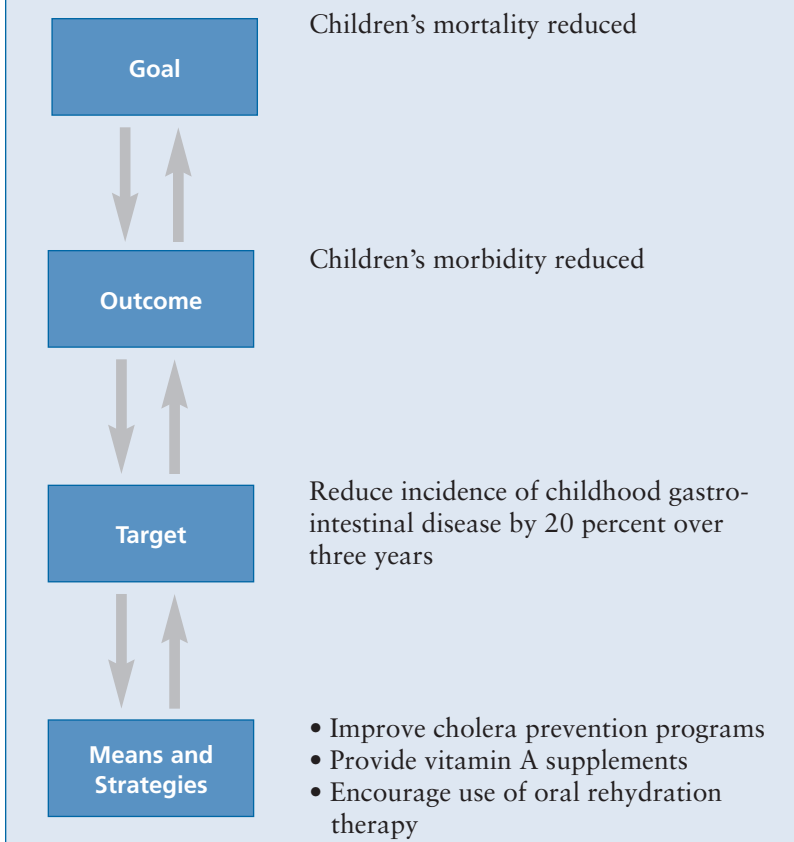 Children’s mortality reduced
Goal
Children’s morbidity reduced
Outcome
Reduce incidence of childhood gastro-
intestinal disease by 20 percent over
three years
Target
• Improve cholera prevention programs
• Provide vitamin A supplements
• Encourage use of oral rehydration
therapy
Means and
Strategies